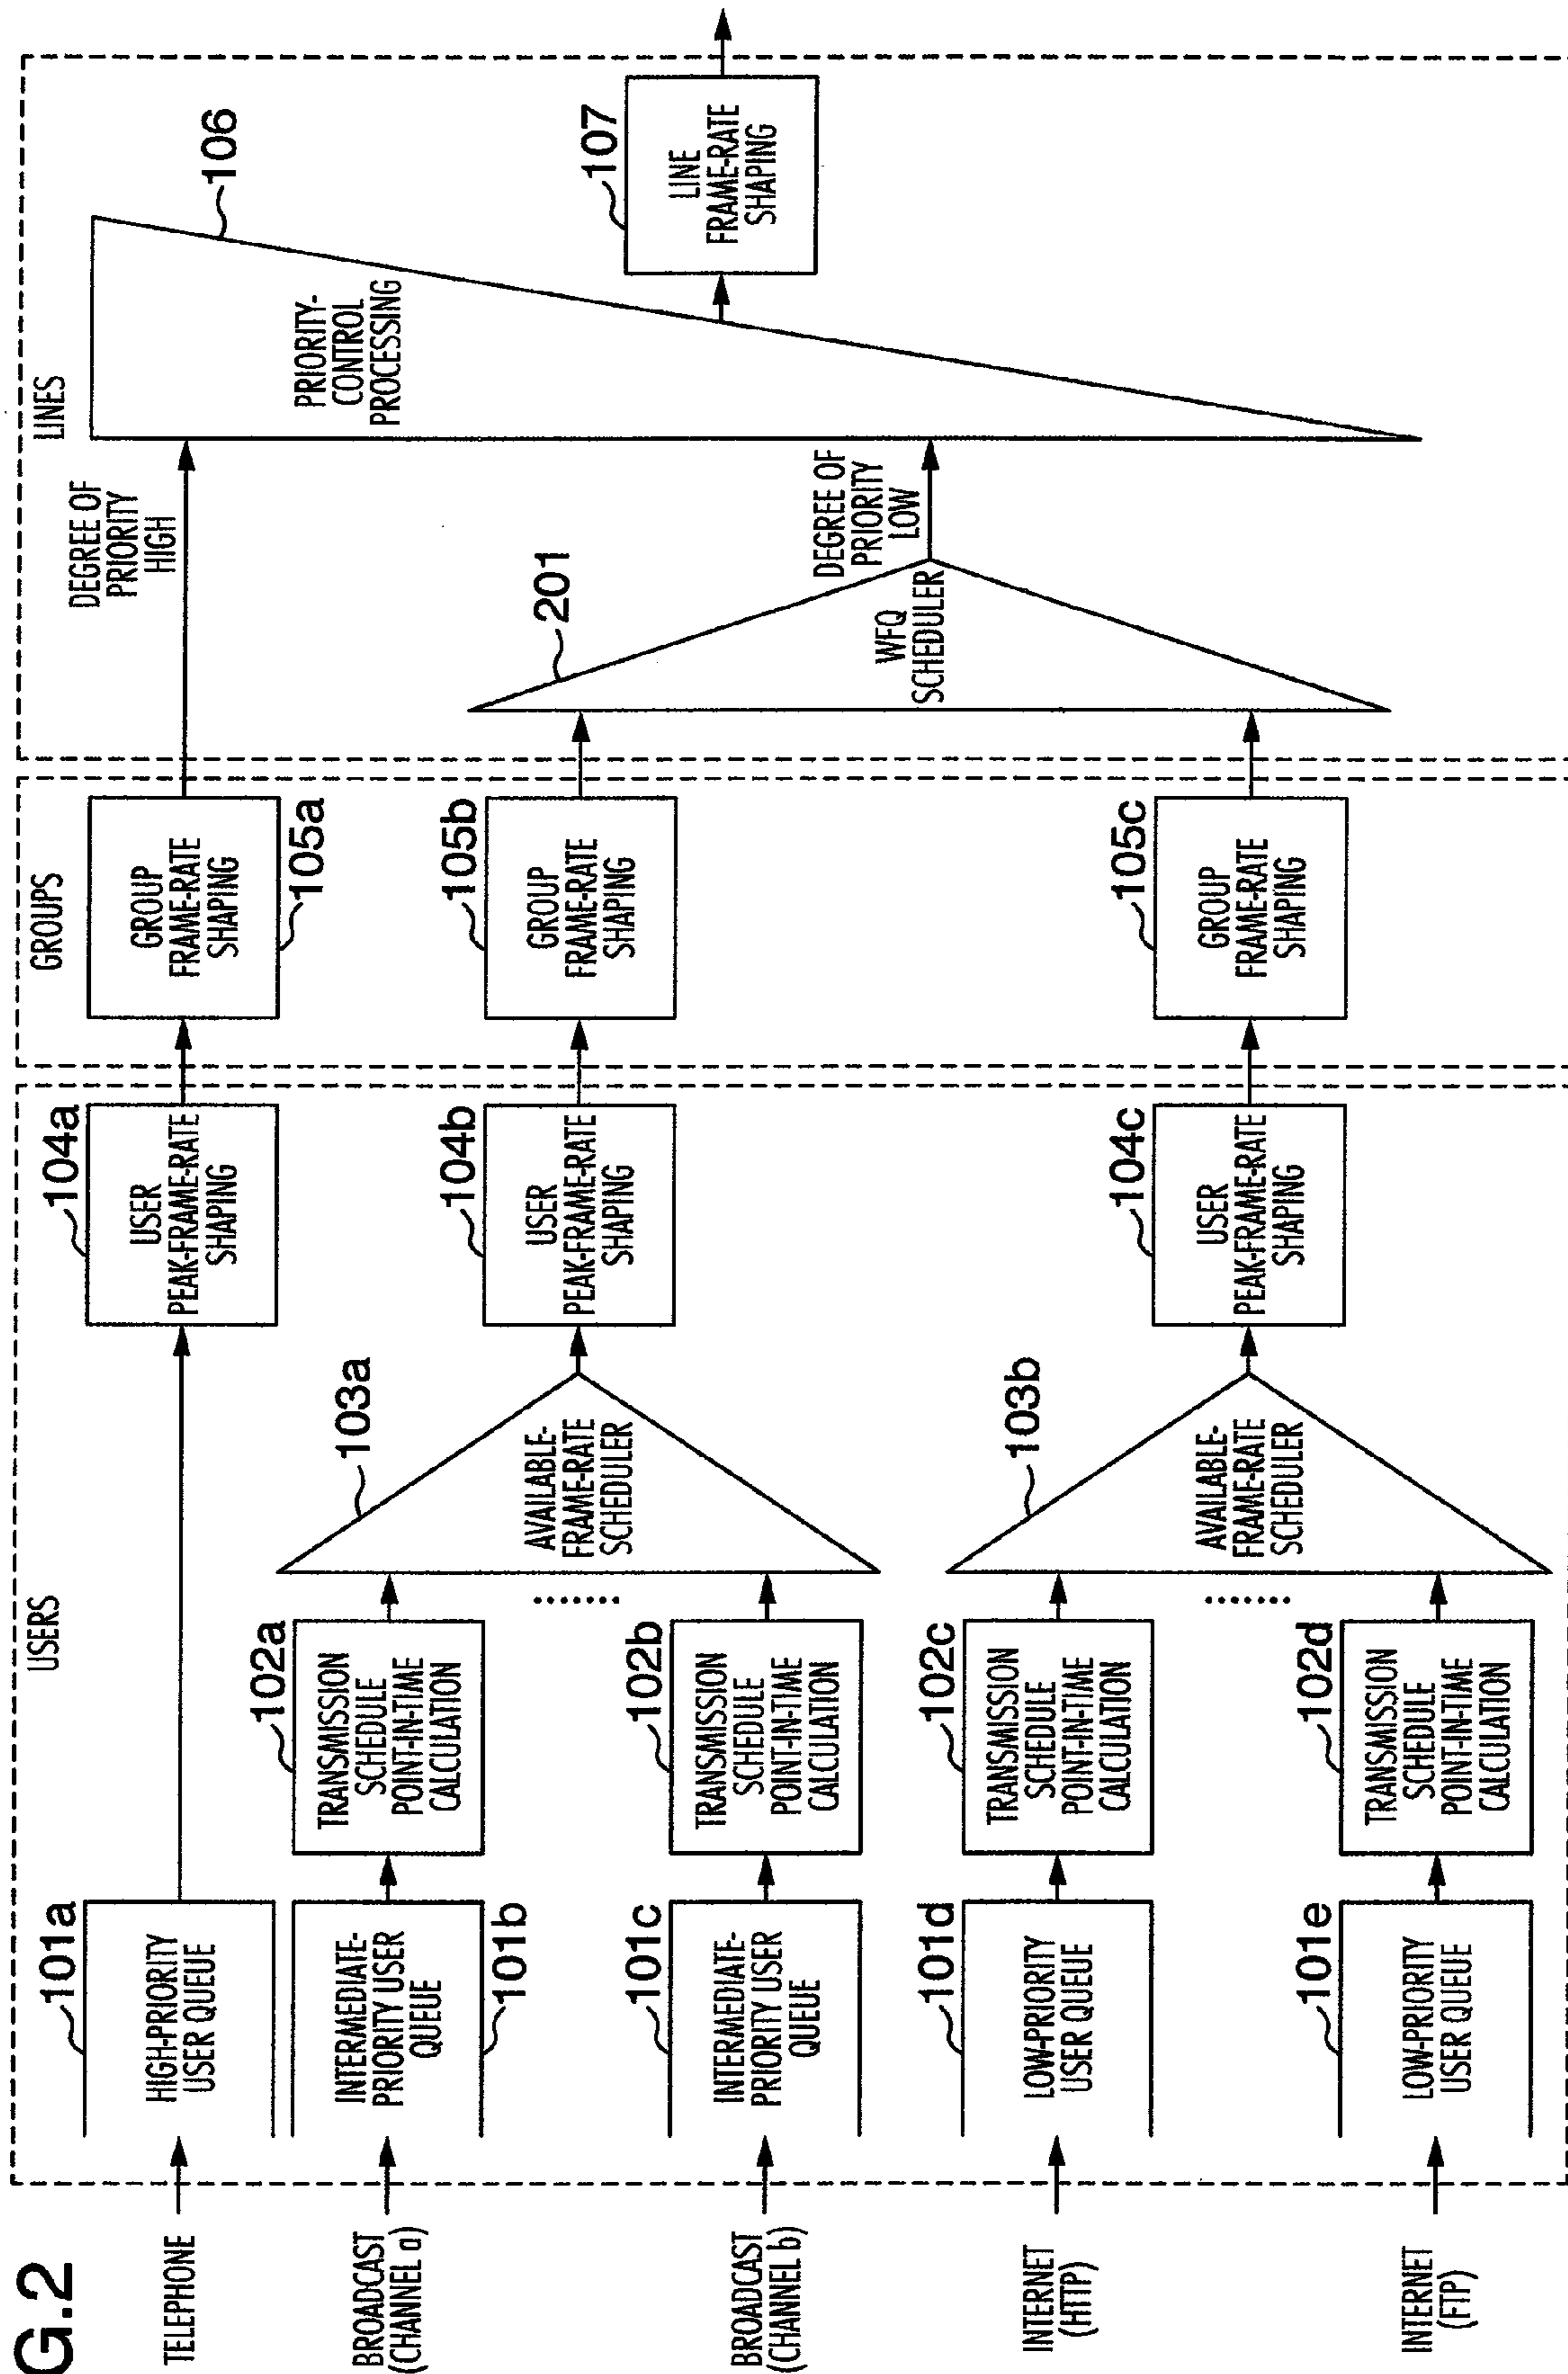 G.2
USERS
GROUPS
LINES
TELEPHONE
101a
HIGH-PRIORITY
USER QUEUE
104a
USER
PEAK-FRAME-RATE
SHAPING
GROUP
FRAME-RATE
SHAPING
105a
DEGREE OF
PRIORITY
HIGH
PRIORITY-
CONTROL
PROCESSING
106
BROADCAST
(CHANNEL a)
INTERMEDIATE-
PRIORITY USER
QUEUE
101b
102a
TRANSMISSION
SCHEDULE
POINT-IN-TIME
CALCULATION
103a
AVAILABLE-
FRAME-RATE
SCHEDULER
104b
USER
PEAK-FRAME-RATE
SHAPING
105b
GROUP
FRAME-RATE
SHAPING
201
WFQ
SCHEDULER
DEGREE OF
PRIORITY
LOW
107
LINE
FRAME-RATE
SHAPING
BROADCAST
(CHANNEL b)
101c
INTERMEDIATE-
PRIORITY USER
QUEUE
102b
TRANSMISSION
SCHEDULE
POINT-IN-TIME
CALCULATION
INTERNET
(HTTP)
101d
LOW-PRIORITY
USER QUEUE
102c
TRANSMISSION
SCHEDULE
POINT-IN-TIME
CALCULATION
103b
AVAILABLE-
FRAME-RATE
SCHEDULER
104c
USER
PEAK-FRAME-RATE
SHAPING
105c
GROUP
FRAME-RATE
SHAPING
INTERNET
(FTP)
101e
LOW-PRIORITY
USER QUEUE
102d
TRANSMISSION
SCHEDULE
POINT-IN-TIME
CALCULATION